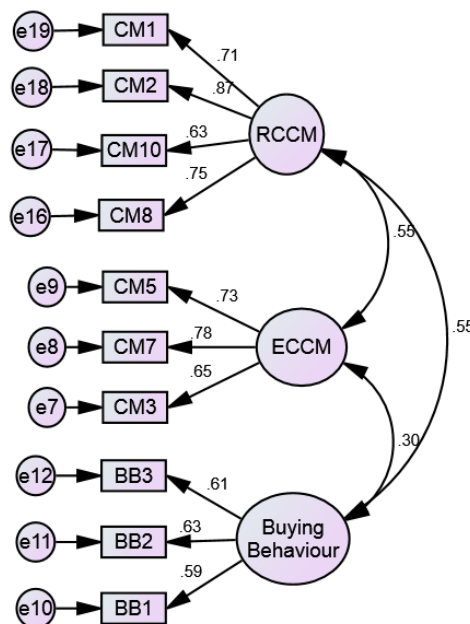 e19
CM1
.71
e18
CM2
.87
RCCM
e17
CM10
.63
.75
e16
CM8
.55
e9
CM5
.73
e8
CM7
.78
ECCM
.55
e7
CM3
.65
.30
e12
BB3
.61
e11
BB2
.63
Buying
Behaviour
e10
BB1
.59